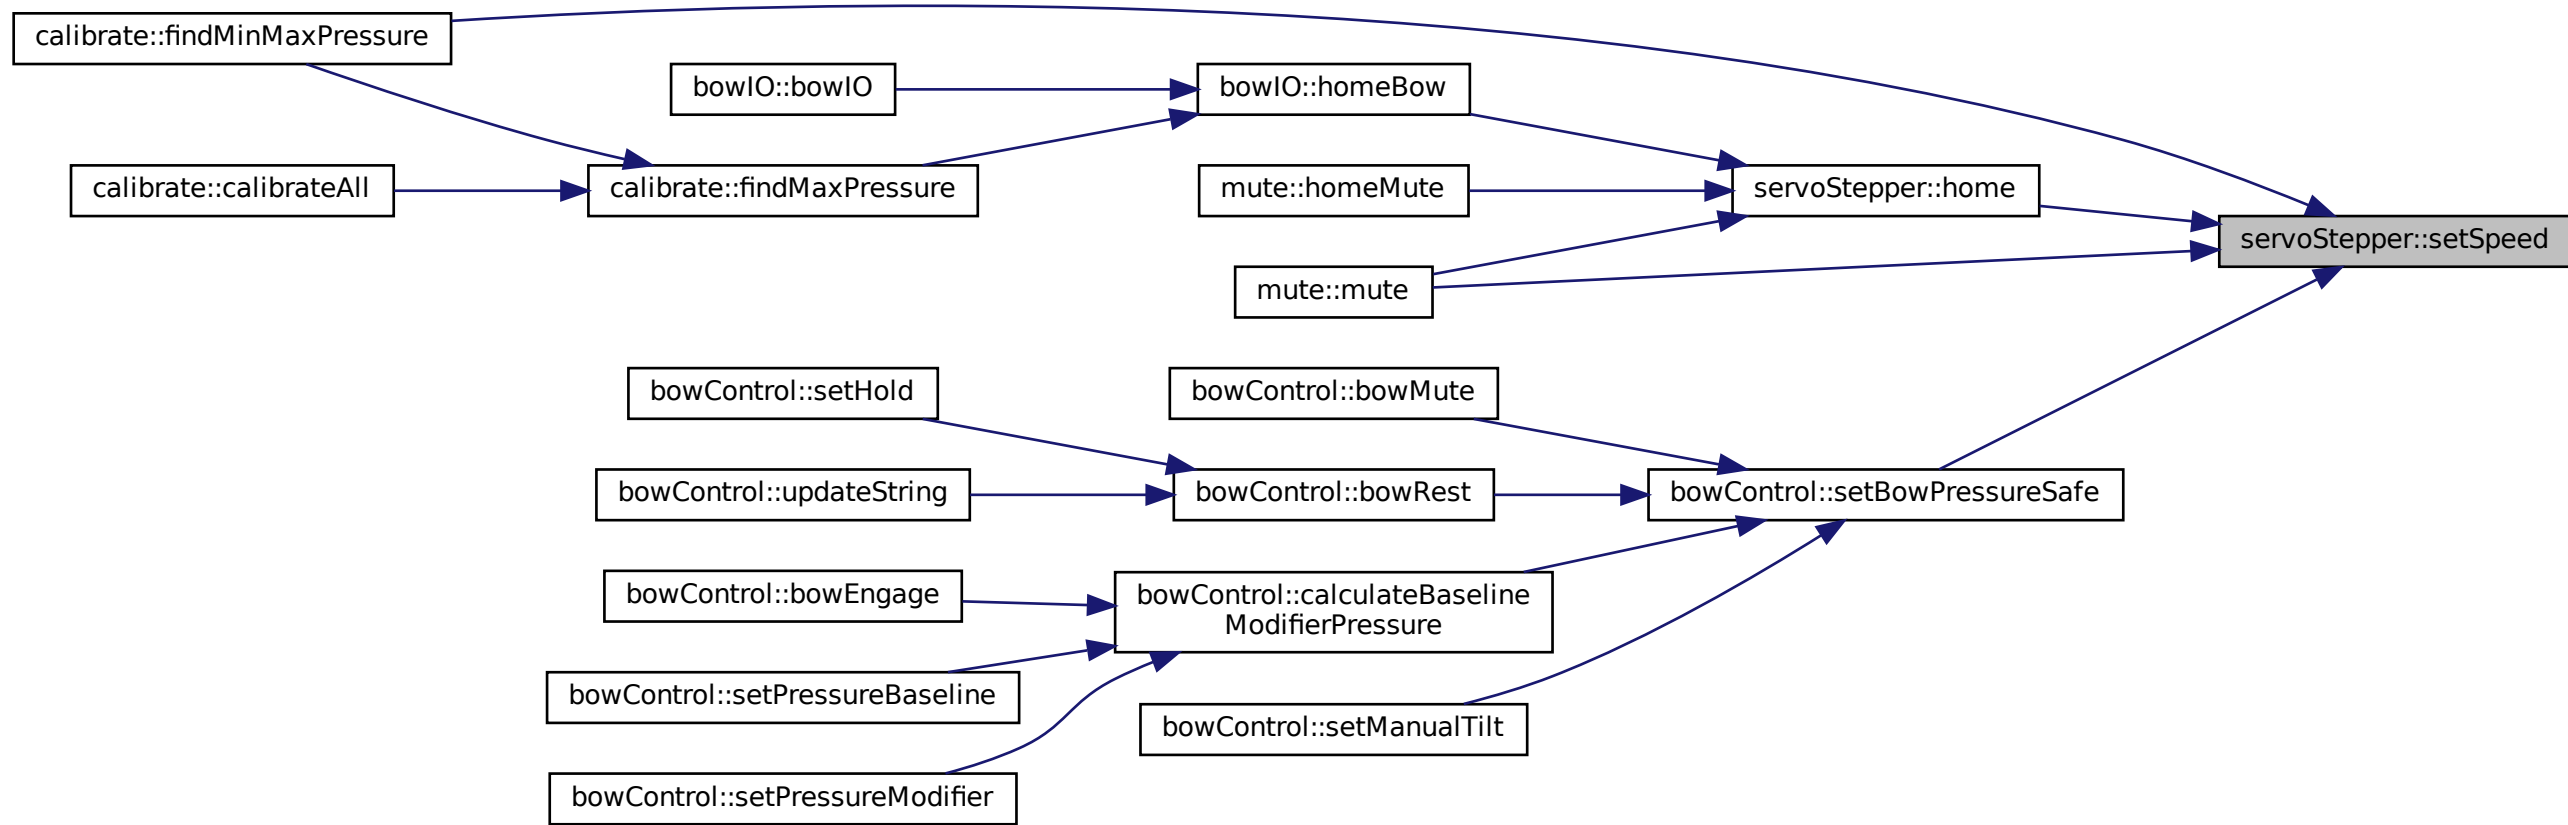 calibrate::findMinMaxPressure
bowIO::bowIO
bowIO::homeBow
calibrate::calibrateAll
calibrate::findMaxPressure
mute::homeMute
servoStepper::home
servoStepper::setSpeed
mute::mute
bowControl::setHold
bowControl::bowMute
bowControl::updateString
bowControl::bowRest
bowControl::setBowPressureSafe
bowControl::bowEngage
bowControl::calculateBaseline
ModifierPressure
bowControl::setPressureBaseline
bowControl::setManualTilt
bowControl::setPressureModifier